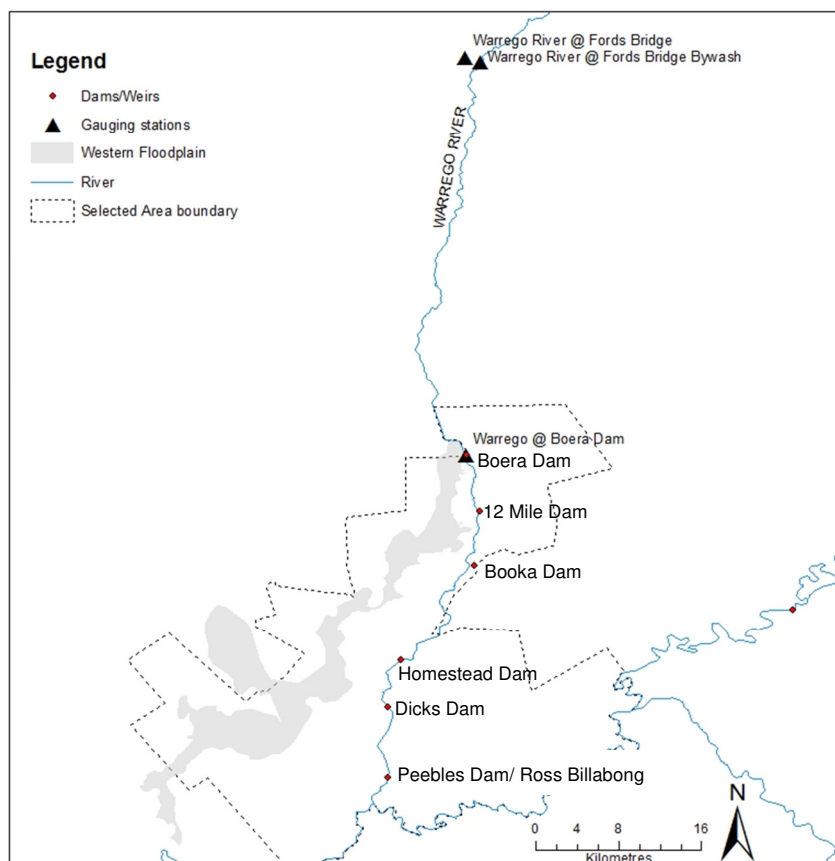 Legend
Dams/Weirs
Gauging stations
Western Floodplain
River
Selected Area boundary
Warrego River @ Fords Bridge
Warrego River @ Fords Bridge Bywash
WARREGO RIVER
Warrego @ Boera Dam
Boera Dam
12 Mile Dam
Booka Dam
Homestead Dam
Dicks Dam
Peebles Dam/ Ross Billabong
N
0 4 8 16
Kilometres